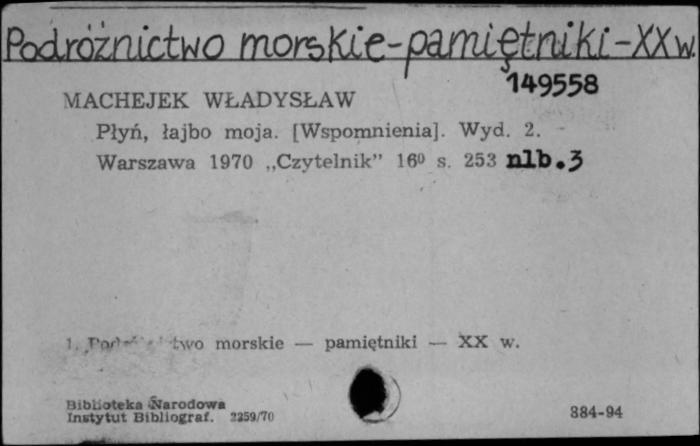 Podróżnictwo morskie-pamiętniki-XXw.
149558
MACHEJEK WŁADYSŁAW
Płyń, łajbo moja. [Wspomnienia]. Wyd. 2.
Warszawa 1970 „Czytelnik” 16⁰ s. 253 nlb.3
1. two morskie — pamiętniki — XX w.
Biblioteka Narodowa
Instytut Bibliograf. 2259/70
884-94